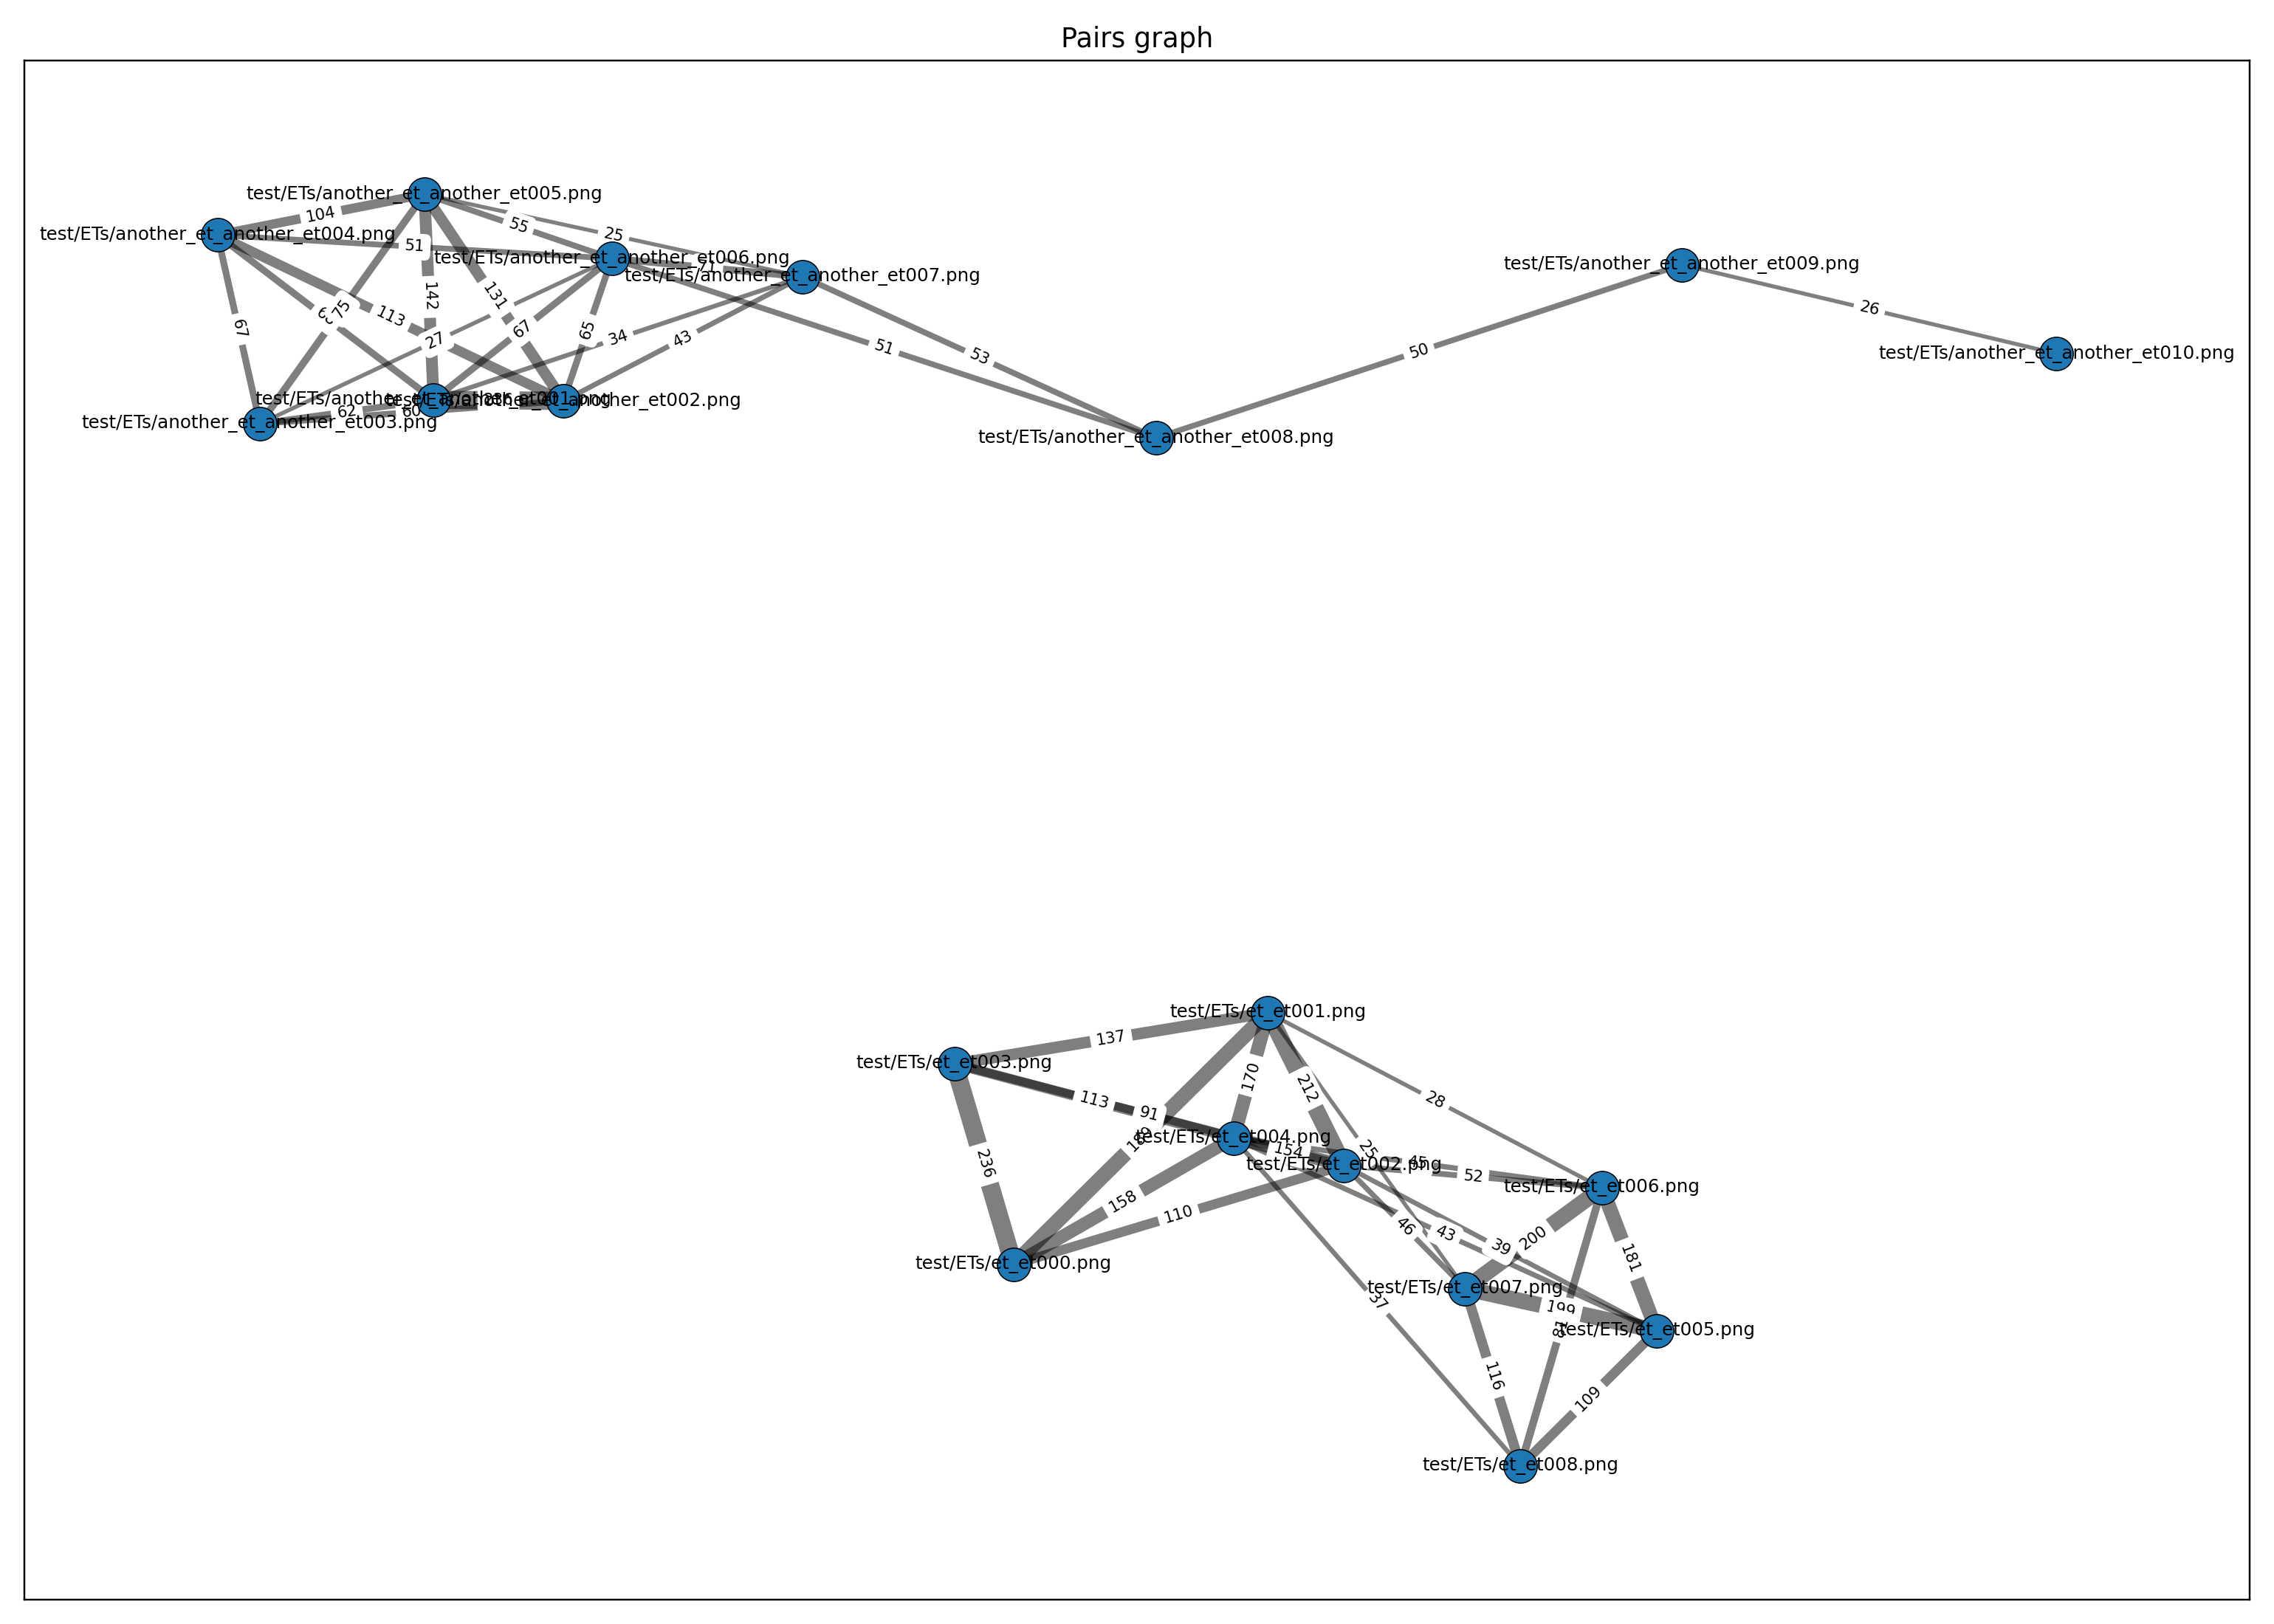 Pairs graph
test/ETs/another_et_another_et005.png
104
55
25
test/ETs/another_et_another_et004.png
51
test/ETs/another_et_another_et006.png
71
test/ETs/another_et_another_et007.png
test/ETs/another_et_another_et009.png
142
131
113
75
67
67
65
27
34
43
51
53
50
26
test/ETs/another_et_another_et010.png
test/ETs/another_et_another_et001.png
test/ETs/another_et_another_et002.png
62
60
test/ETs/another_et_another_et003.png
test/ETs/another_et_another_et008.png
test/ETs/et_et001.png
137
test/ETs/et_et003.png
170
212
113
91
28
test/ETs/et_et004.png
154
25
45
52
test/ETs/et_et002.png
236
test/ETs/et_et006.png
158
110
46
43
39
200
181
test/ETs/et_et000.png
test/ETs/et_et007.png
37
199
81
test/ETs/et_et005.png
116
109
test/ETs/et_et008.png